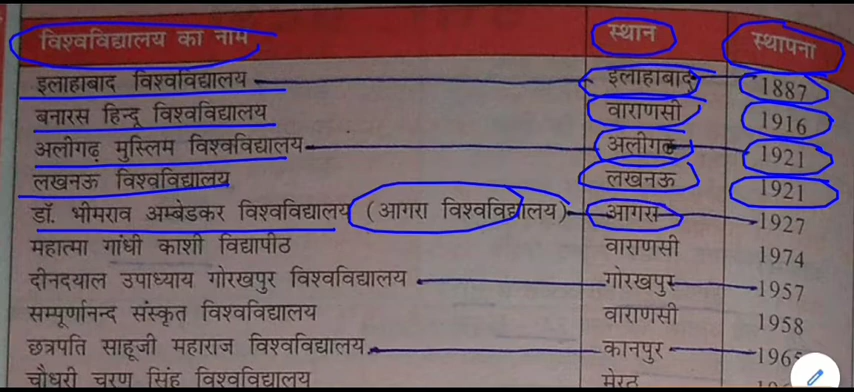 विश्वविद्यालय का नाम स्थान स्थापना
इलाहाबाद विश्वविद्यालय इलाहाबाद 1887
बनारस हिन्दू विश्वविद्यालय वाराणसी 1916
अलीगढ़ मुस्लिम विश्वविद्यालय अलीगढ़ 1921
लखनऊ विश्वविद्यालय लखनऊ 1921
डॉ. भीमराव अम्बेडकर विश्वविद्यालय (आगरा विश्वविद्यालय) आगरा 1927
महात्मा गांधी काशी विद्यापीठ वाराणसी 1974
दीनदयाल उपाध्याय गोरखपुर विश्वविद्यालय गोरखपुर 1957
सम्पूर्णानन्द संस्कृत विश्वविद्यालय वाराणसी 1958
छत्रपति साहूजी महाराज विश्वविद्यालय कानपुर 1965
चौधरी चरण सिंह विश्वविद्यालय मेरठ